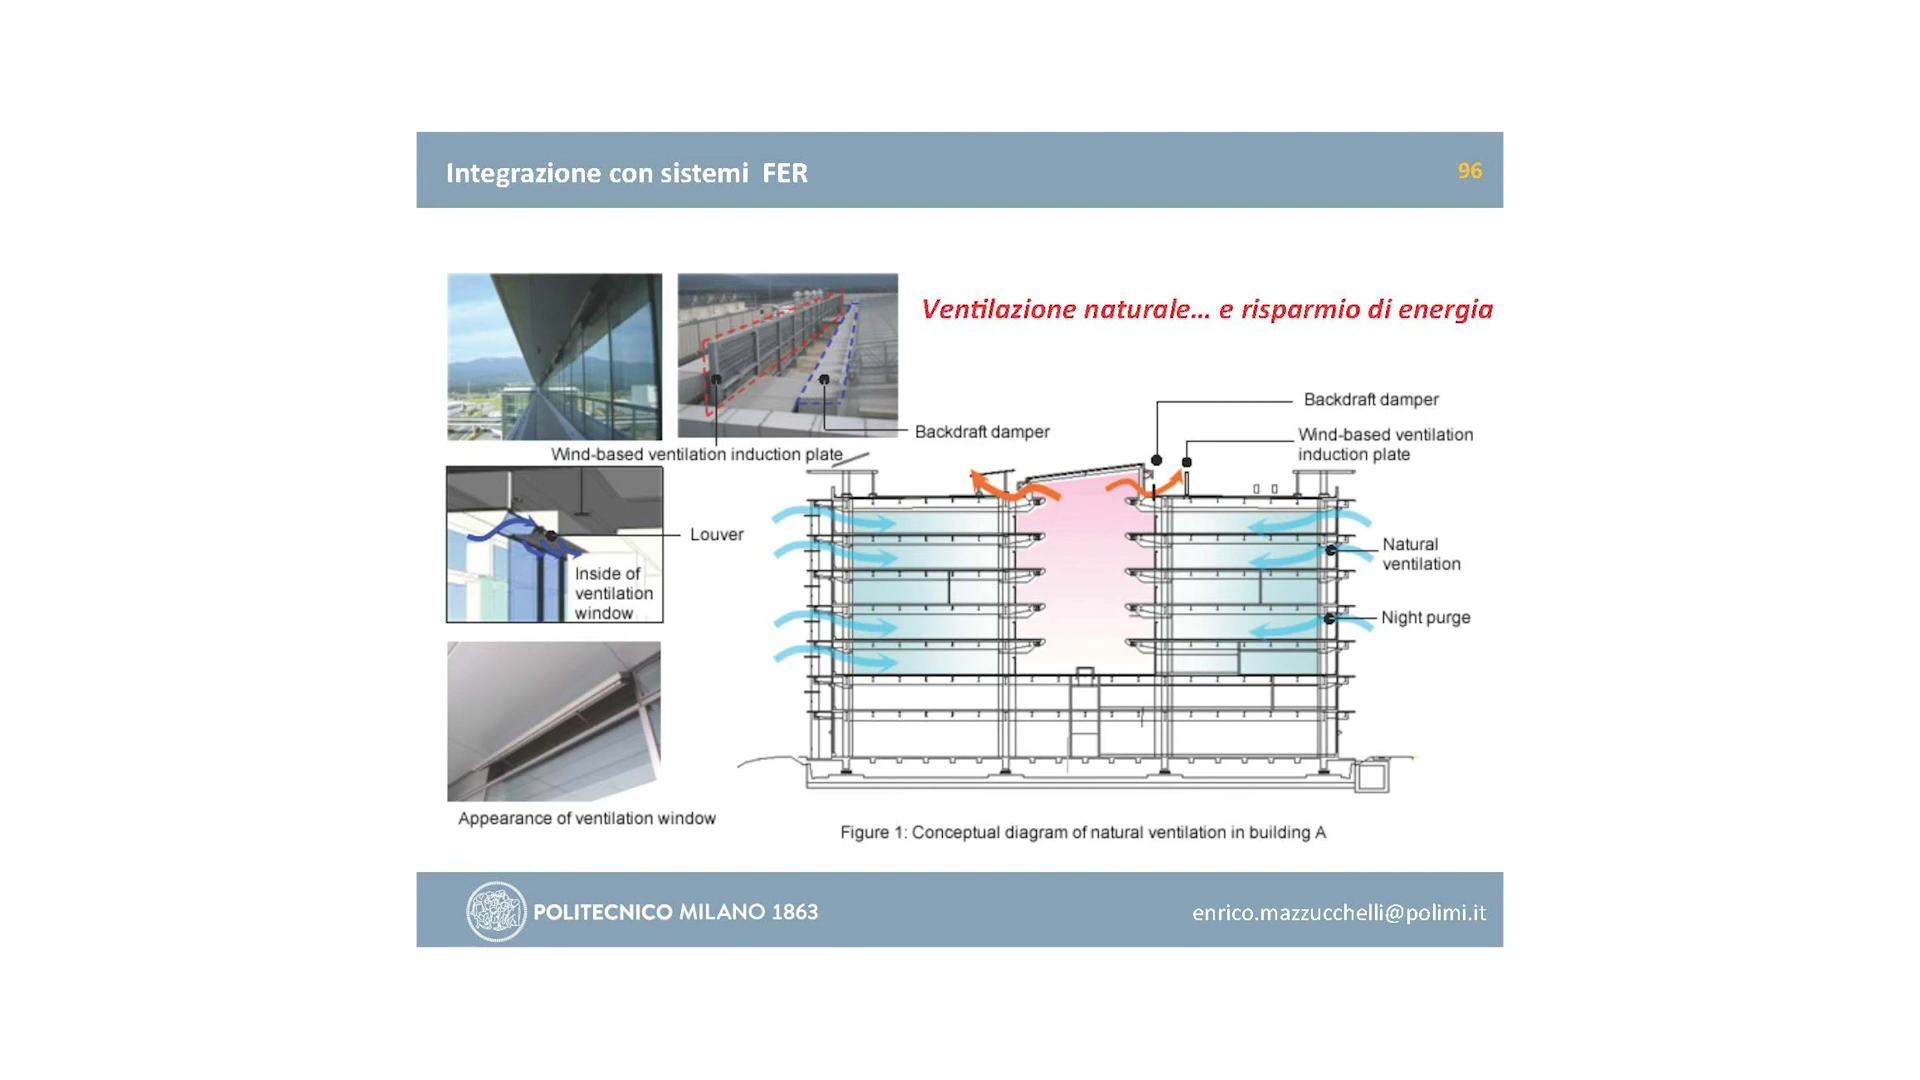 Integrazione con sistemi  FER
96
Ventilazione naturale... e risparmio di energia
Backdraft damper
Wind-based ventilation induction plate
Louver
Inside of
ventilation
window
Appearance of ventilation window
Backdraft damper
Wind-based ventilation
induction plate
Natural
ventilation
Night purge
Figure 1: Conceptual diagram of natural ventilation in building A
POLITECNICO MILANO 1863
enrico.mazzucchelli@polimi.it